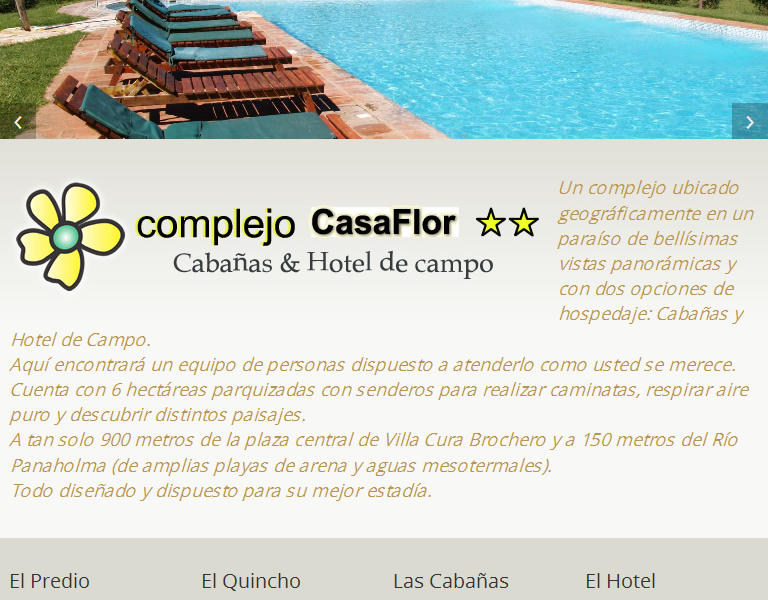 complejo CasaFlor
Cabañas & Hotel de campo
Un complejo ubicado
geográficamente en un
paraíso de bellísimas
vistas panorámicas y
con dos opciones de
hospedaje: Cabañas y
Hotel de Campo.
Aquí encontrará un equipo de personas dispuesto a atenderlo como usted se merece.
Cuenta con 6 hectáreas parquizadas con senderos para realizar caminatas, respirar aire
puro y descubrir distintos paisajes.
A tan solo 900 metros de la plaza central de Villa Cura Brochero y a 150 metros del Río
Panaholma (de amplias playas de arena y aguas mesotermales).
Todo diseñado y dispuesto para su mejor estadía.
El Predio
El Quincho
Las Cabañas
El Hotel